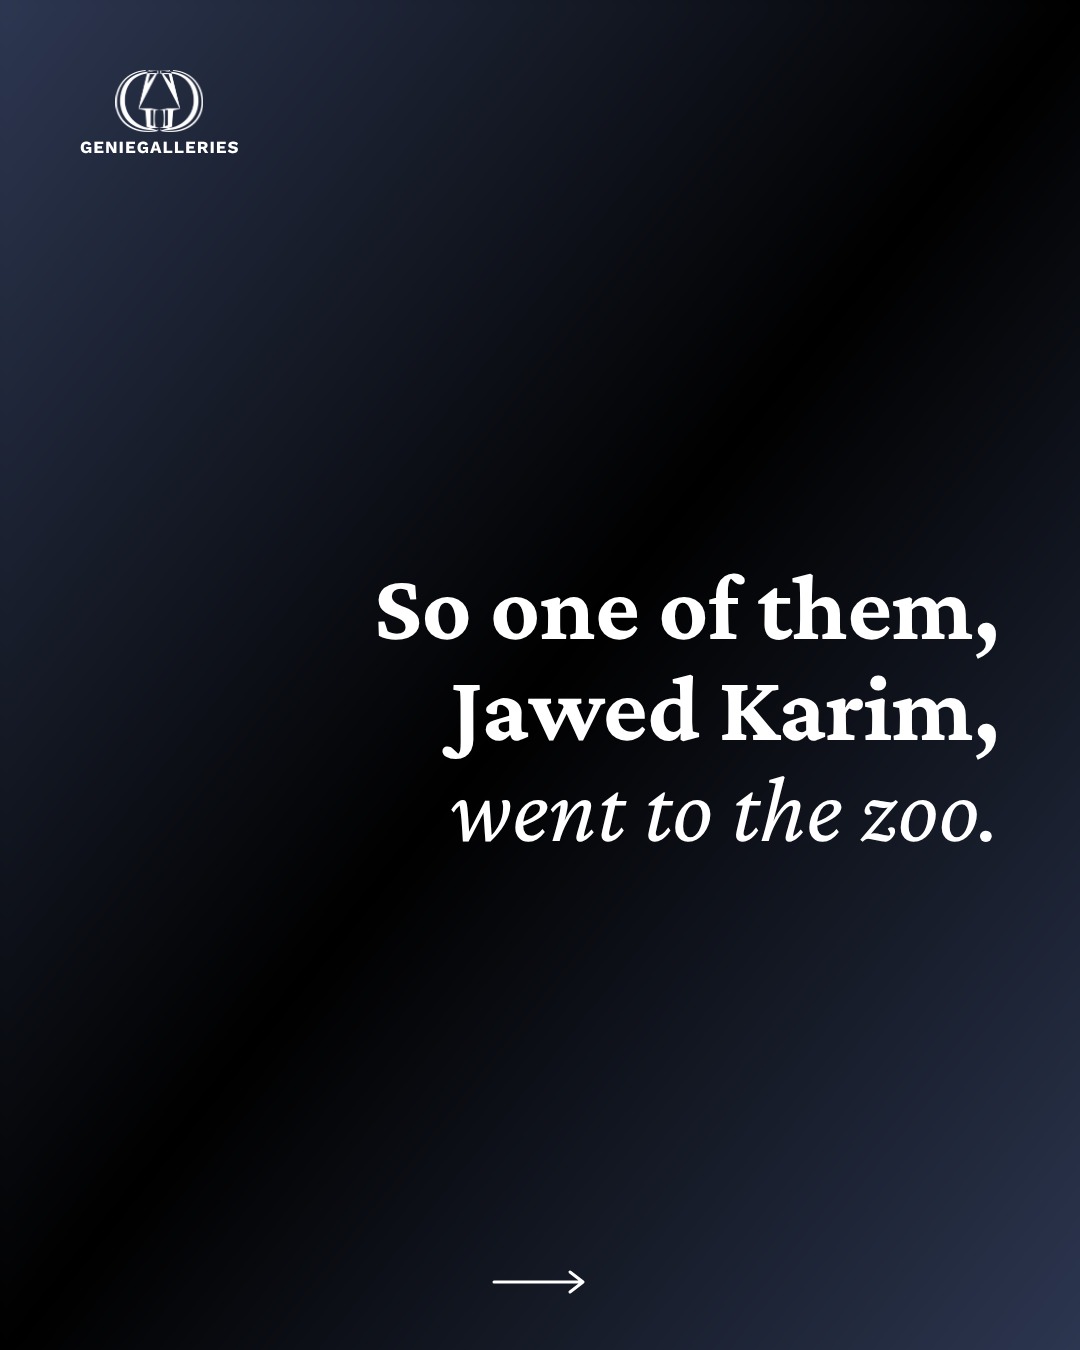 GENIEGALLERIES
So one of them,
Jawed Karim,
went to the zoo.